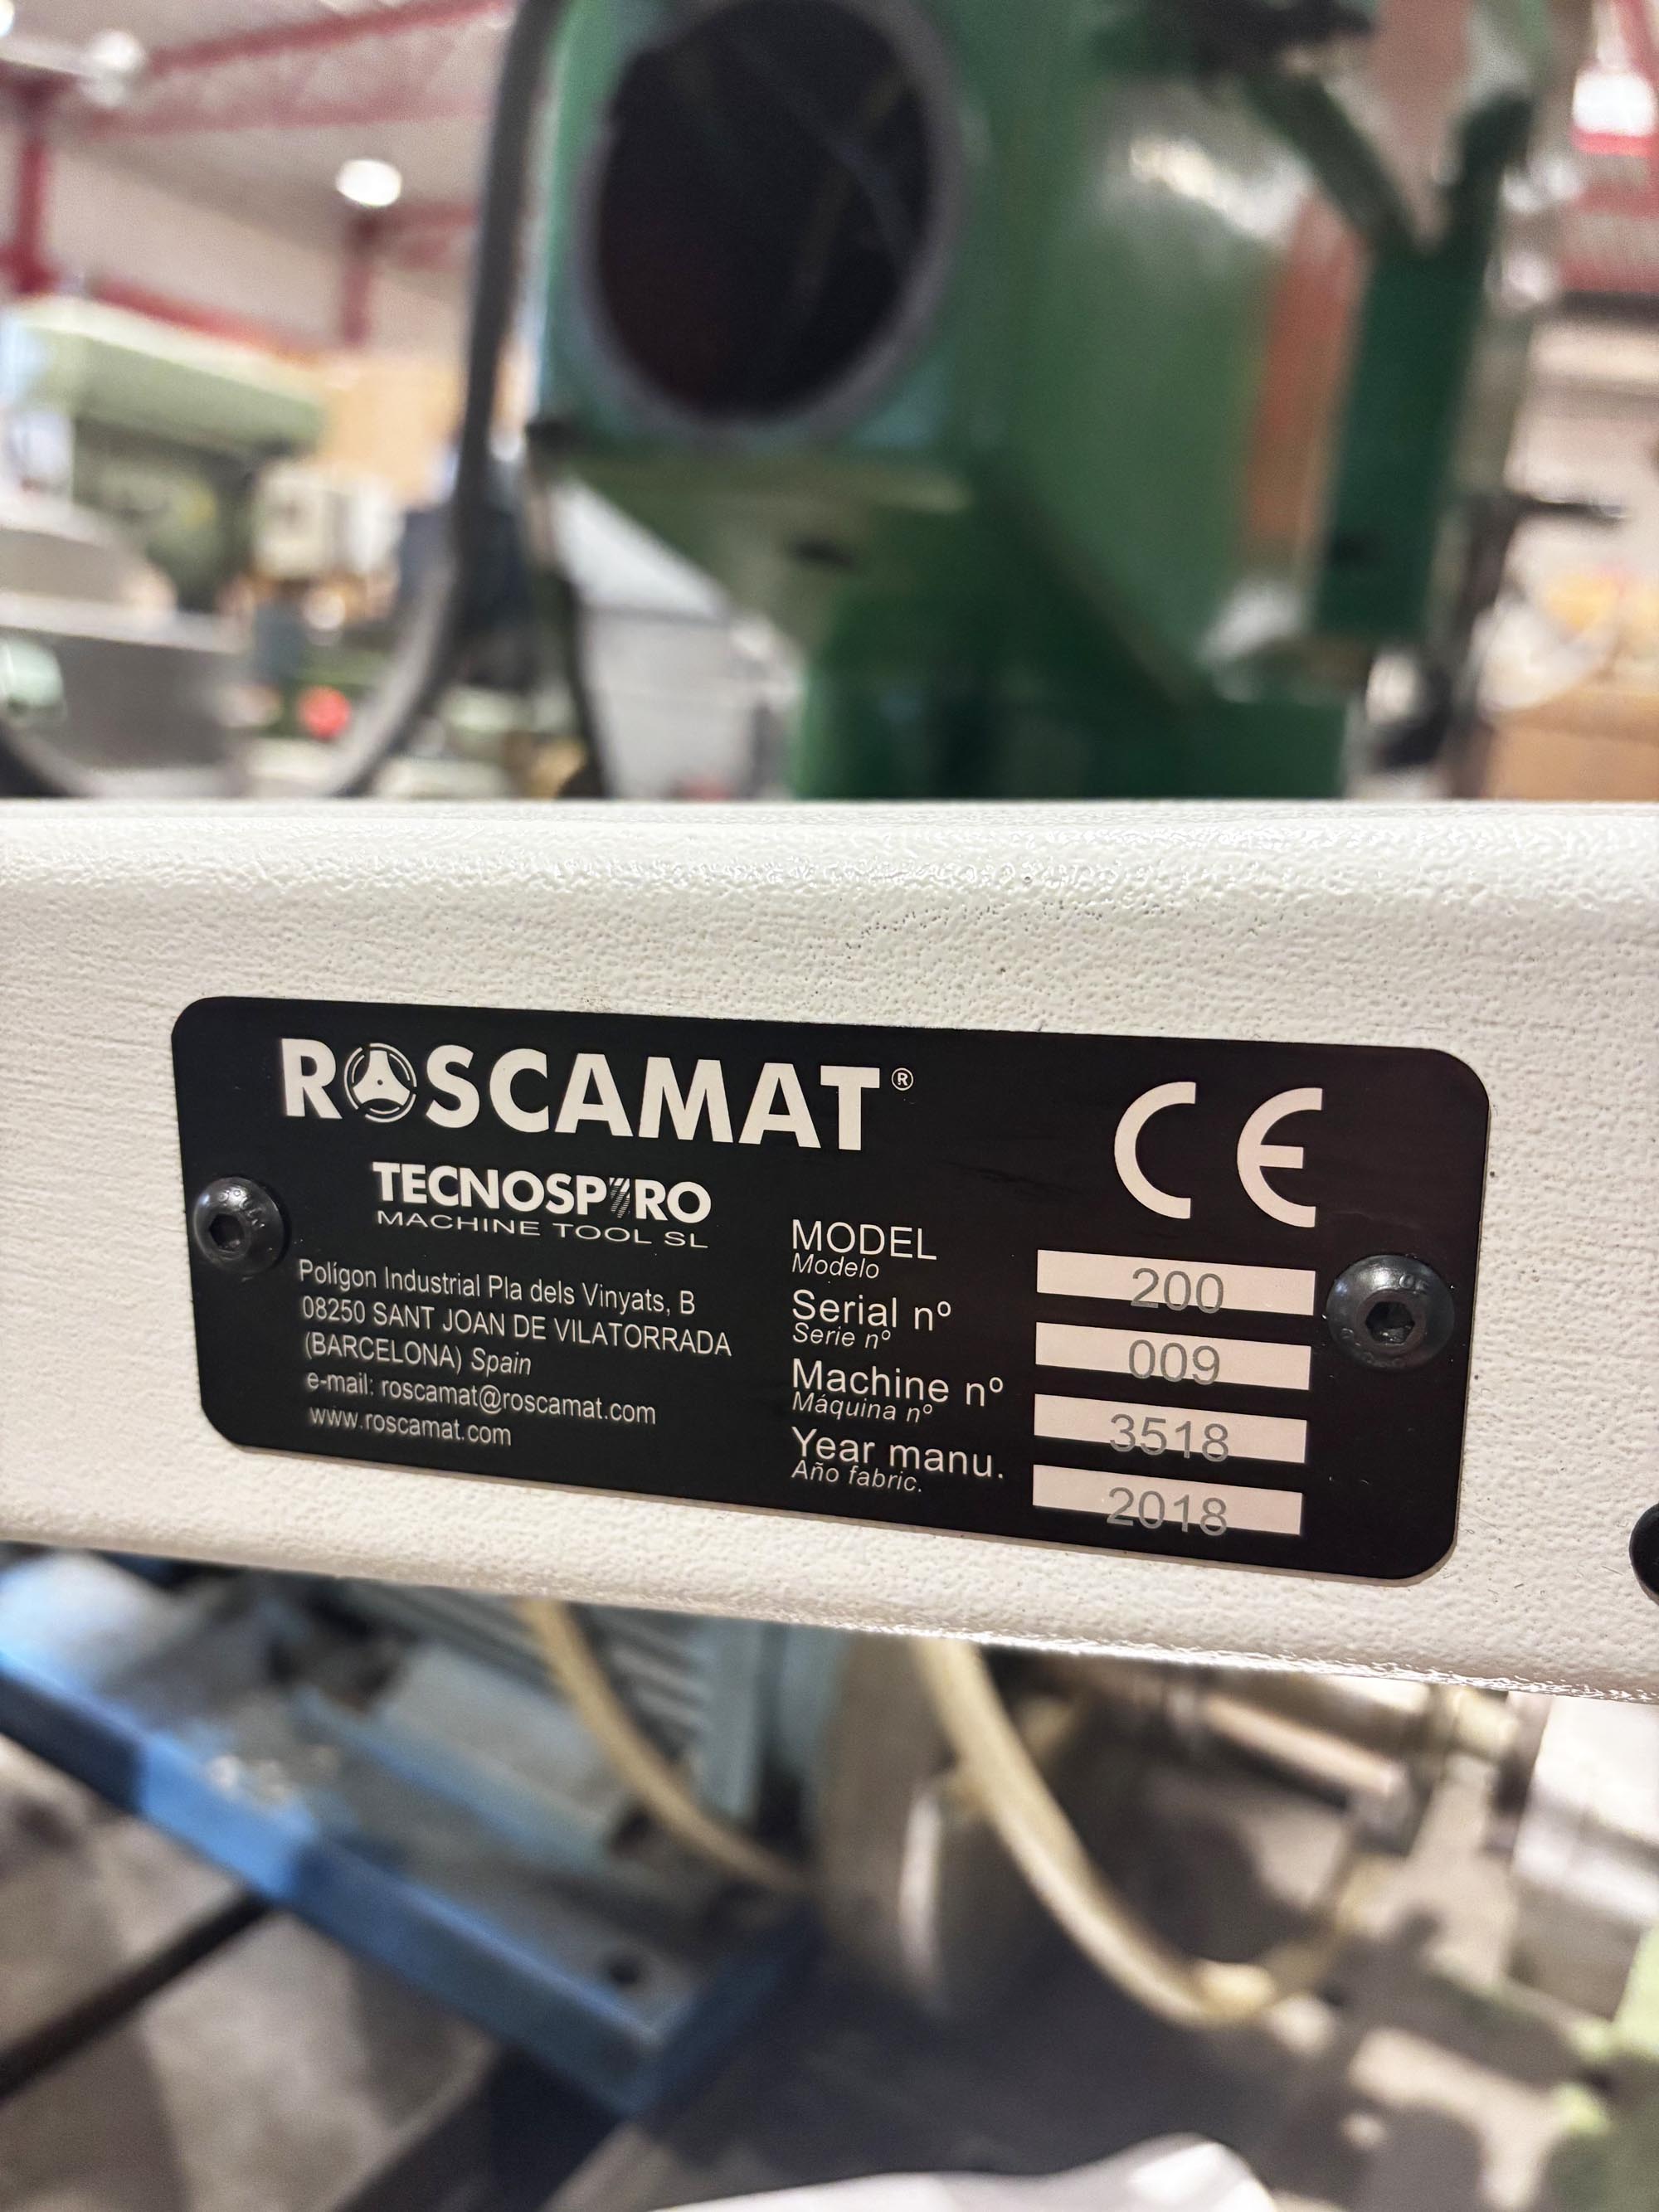 ROSCAMAT®
CE
TECNOSPIRO
MACHINE TOOL SL
Polígon Industrial Pla dels Vinyats, B
08250 SANT JOAN DE VILATORRADA
(BARCELONA) Spain
e-mail: roscamat@roscamat.com
www.roscamat.com
MODEL 200
Modelo
Serial nº 009
Serie nº
Machine nº 3518
Máquina nº
Year manu. 2018
Año fabric.